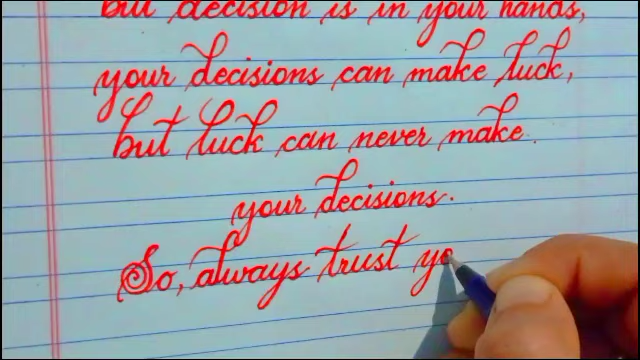 but decision is in your hands,
your decisions can make luck,
but luck can never make.
your decisions.
So, always trust yo